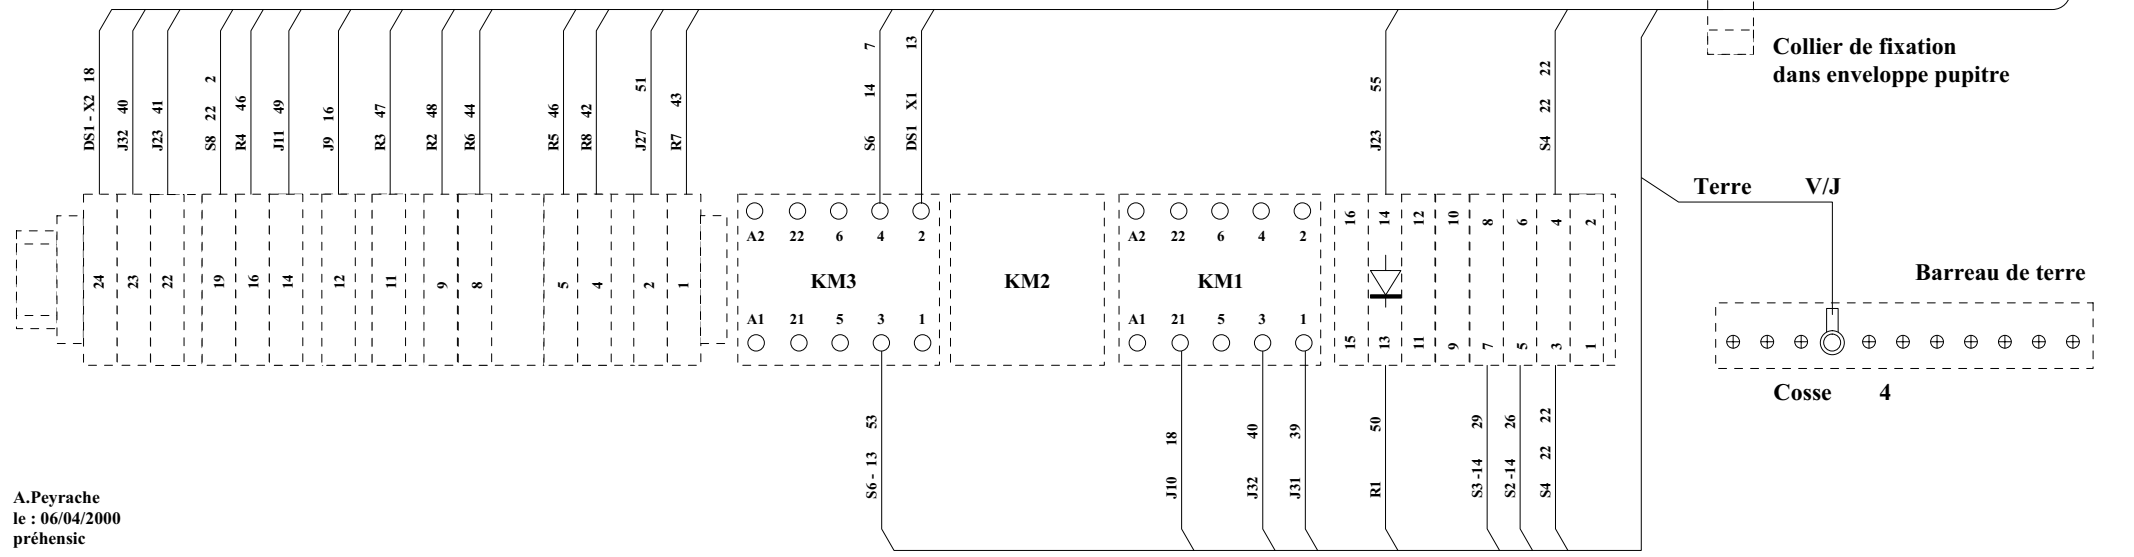 Collier de fixation
dans enveloppe pupitre
DS1 - X2 18
J32 40
J23 41
S8 22 2
R4 46
J11 49
J9 16
R3 47
R2 48
R6 44
R5 46
R8 42
J27 51
R7 43
S6 14 7
DS1 X1 13
J23 55
S4 22 22
Terre V/J
24 23 22 19 16 14 12 11 9 8 5 4 2 1
A2 22 6 4 2
KM3
A1 21 5 3 1
KM2
A2 22 6 4 2
KM1
A1 21 5 3 1
16 14 12 10 8 6 4 2
15 13 11 9 7 5 3 1
Barreau de terre
Cosse 4
S6 - 13 53
J10 18
J32 40
J31 39
R1 50
S3 -14 29
S2 -14 26
S4 22 22
A.Peyrache
le : 06/04/2000
préhensic